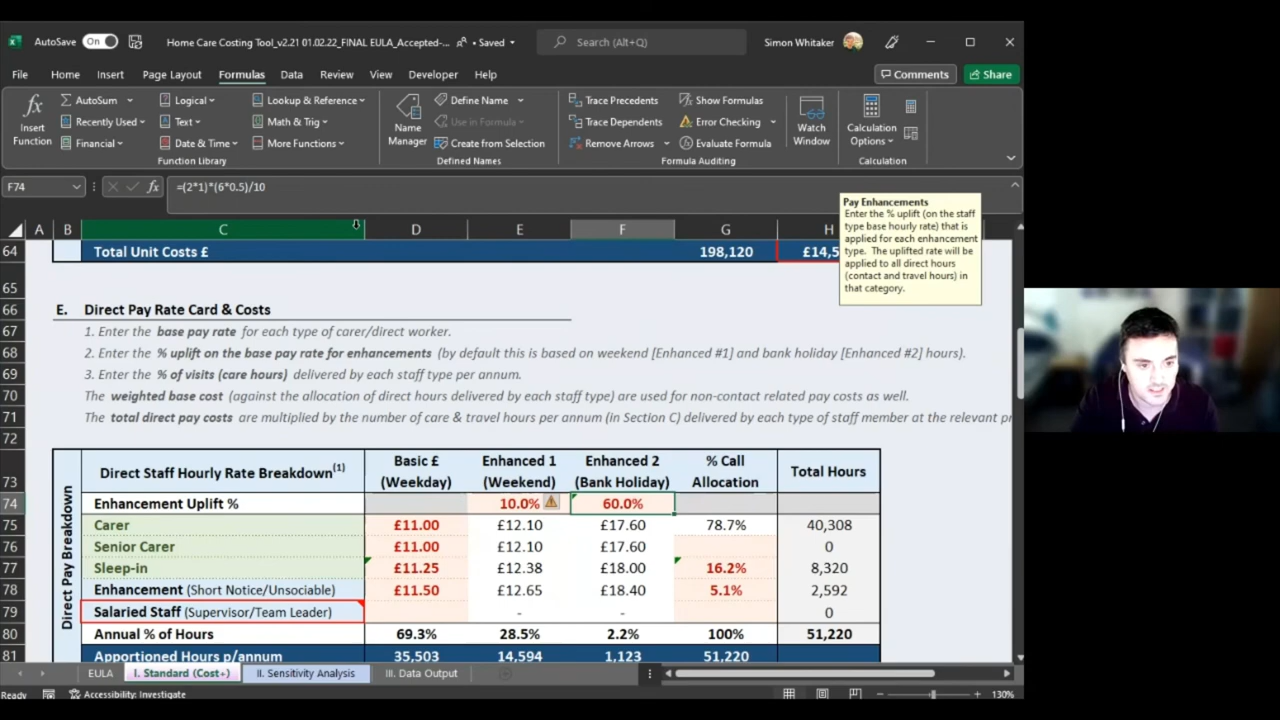 AutoSave On Home Care Costing Tool_v2.21 01.02.22_FINAL EULA_Accepted-... • Saved Search (Alt+Q) Simon Whitaker
File Home Insert Page Layout Formulas Data Review View Developer Help Comments Share
fx Insert Function
AutoSum Logical Lookup & Reference
Recently Used Text Math & Trig
Financial Date & Time More Functions
Function Library
Name Manager
Define Name
Use in Formula
Create from Selection
Defined Names
Trace Precedents Show Formulas
Trace Dependents Error Checking
Remove Arrows Evaluate Formula
Formula Auditing
Watch Window
Calculation Options
Calculation
F74 fx =(2*1)*(6*0.5)/10
Pay Enhancements
Enter the % uplift (on the staff
type base hourly rate) that is
applied for each enhancement
type. The uplifted rate will be
applied to all direct hours
(contact and travel hours) in
that category.
A B C D E F G H
64 Total Unit Costs £ 198,120 £14,5
65
66 E. Direct Pay Rate Card & Costs
67 1. Enter the base pay rate for each type of carer/direct worker.
68 2. Enter the % uplift on the base pay rate for enhancements (by default this is based on weekend [Enhanced #1] and bank holiday [Enhanced #2] hours).
69 3. Enter the % of visits (care hours) delivered by each staff type per annum.
70 The weighted base cost (against the allocation of direct hours delivered by each staff type) are used for non-contact related pay costs as well.
71 The total direct pay costs are multiplied by the number of care & travel hours per annum (in Section C) delivered by each type of staff member at the relevant
72
Direct Pay Breakdown
73 Direct Staff Hourly Rate Breakdown(1) Basic £ (Weekday) Enhanced 1 (Weekend) Enhanced 2 (Bank Holiday) % Call Allocation Total Hours
74 Enhancement Uplift % 10.0% 60.0%
75 Carer £11.00 £12.10 £17.60 78.7% 40,308
76 Senior Carer £11.00 £12.10 £17.60 0
77 Sleep-in £11.25 £12.38 £18.00 16.2% 8,320
78 Enhancement (Short Notice/Unsociable) £11.50 £12.65 £18.40 5.1% 2,592
79 Salaried Staff (Supervisor/Team Leader) - - 0
80 Annual % of Hours 69.3% 28.5% 2.2% 100% 51,220
81 Apportioned Hours p/annum 35,503 14,594 1,123 51,220
EULA I. Standard (Cost+) II. Sensitivity Analysis III. Data Output
Ready Accessibility: Investigate 130%